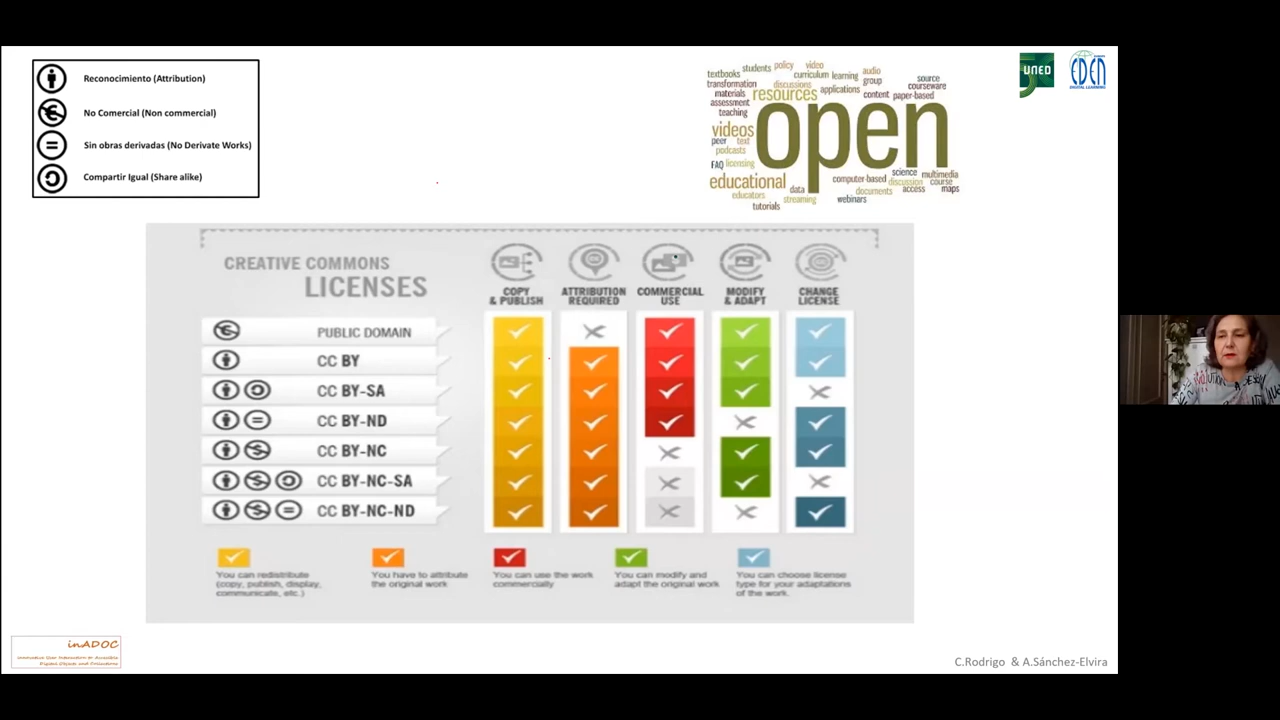 Reconocimiento (Attribution)
No Comercial (Non commercial)
Sin obras derivadas (No Derivate Works)
Compartir Igual (Share alike)
students policy video
textbooks curriculum learning audio
transformation discussions group source
materials resources applications content paper-based courseware
assessment
teaching
open
videos
peer text
podcasts
FAQ licensing
educational computer-based science multimedia
discussion course
educators data documents access maps
streaming webinars
tutorials
UNED
EDEN
DIGITAL LEARNING
CREATIVE COMMONS
LICENSES
COPY & PUBLISH
ATTRIBUTION REQUIRED
COMMERCIAL USE
MODIFY & ADAPT
CHANGE LICENSE
PUBLIC DOMAIN
CC BY
CC BY-SA
CC BY-ND
CC BY-NC
CC BY-NC-SA
CC BY-NC-ND
You can redistribute
(copy, publish, display,
communicate, etc.)
You have to attribute
the original work
You can use the work
commercially
You can modify and
adapt the original work
You can choose license
type for your adaptations
of the work.
inADOC
C.Rodrigo & A.Sánchez-Elvira